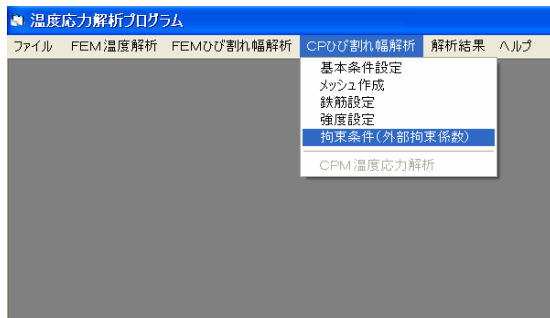 温度応力解析プログラム
ファイル FEM温度解析 FEMひび割れ幅解析 CPひび割れ幅解析 解析結果 ヘルプ
基本条件設定
メッシュ作成
鉄筋設定
強度設定
拘束条件(外部拘束係数)
CPM温度応力解析